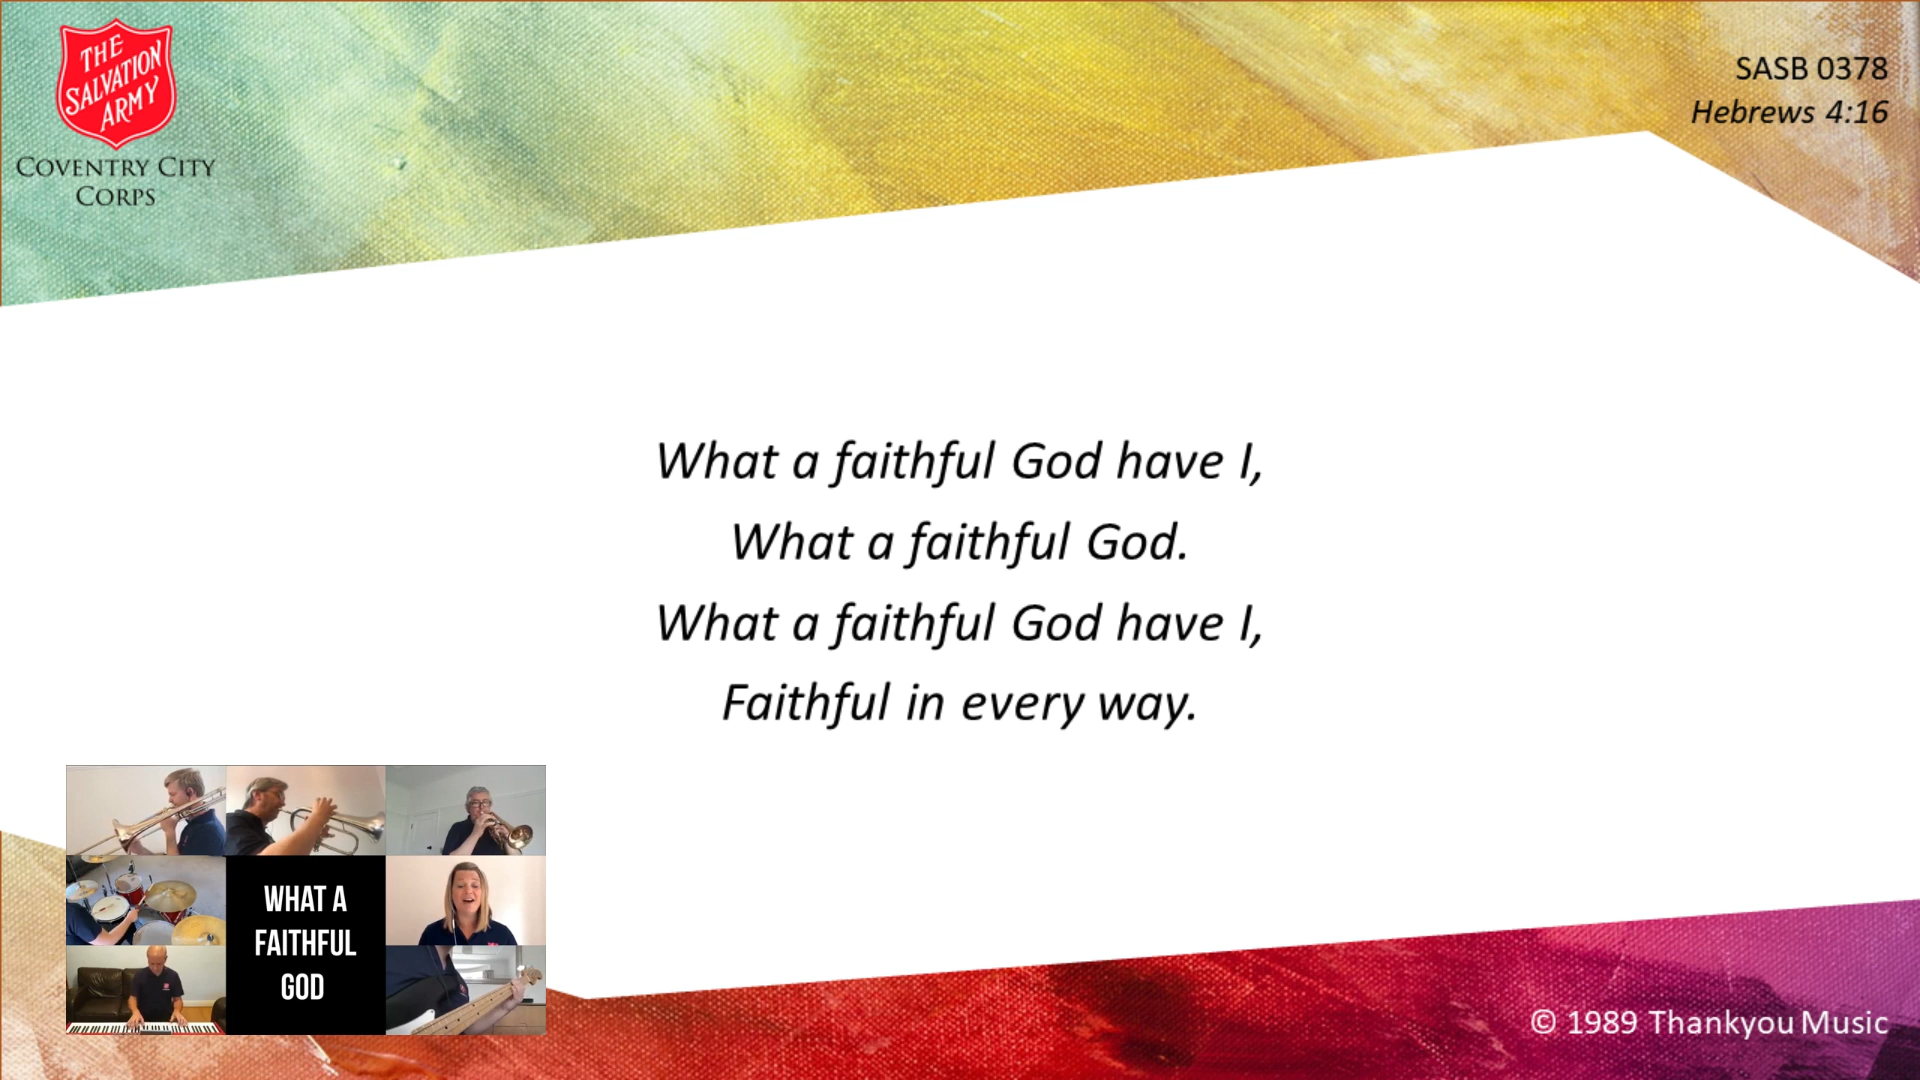 THE
SALVATION
ARMY
COVENTRY CITY
CORPS
SASB 0378
Hebrews 4:16
What a faithful God have I,
What a faithful God.
What a faithful God have I,
Faithful in every way.
WHAT A
FAITHFUL
GOD
© 1989 Thankyou Music